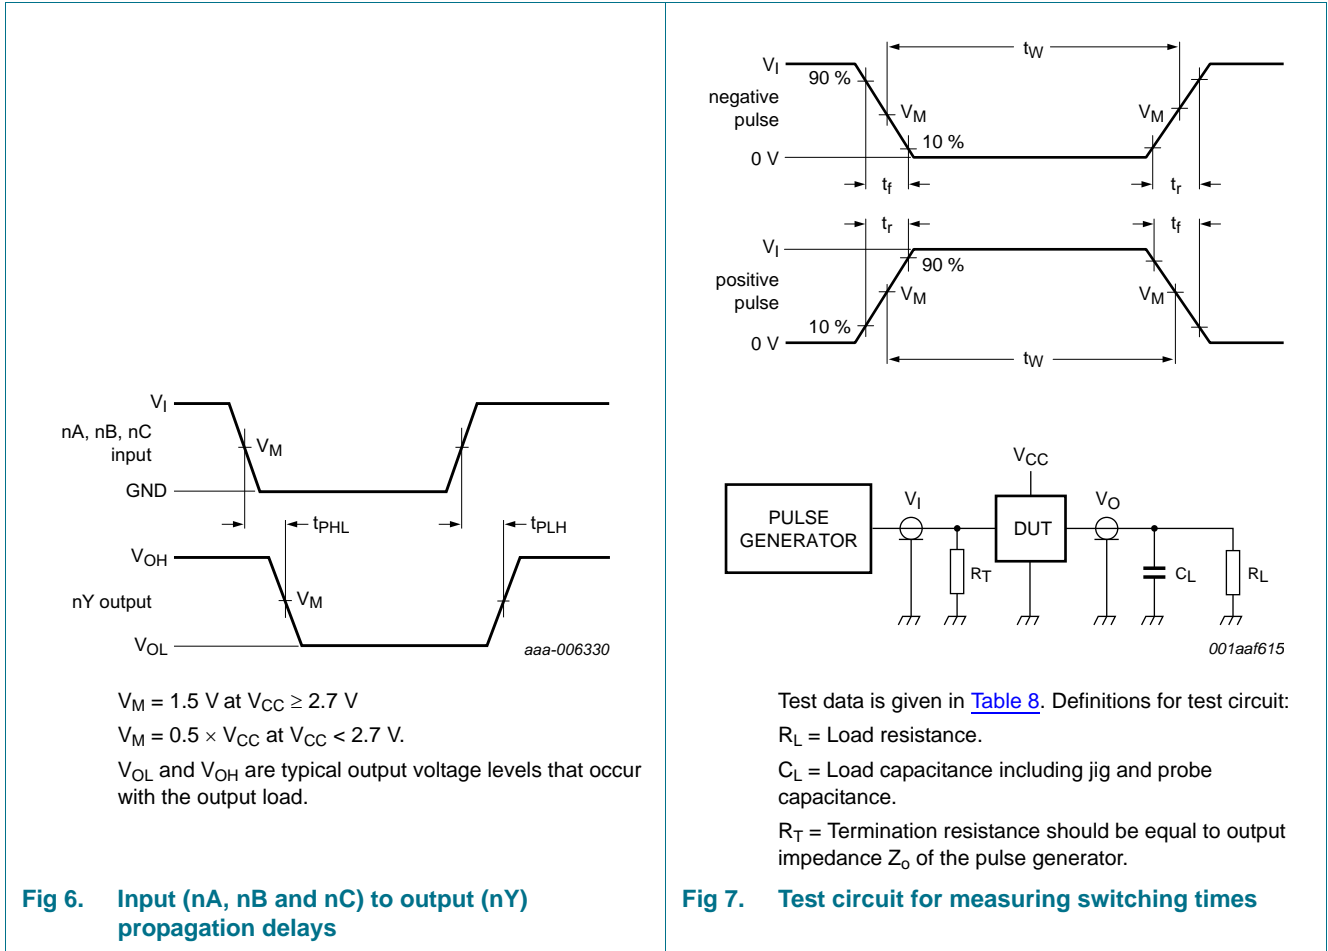 VI
nA, nB, nC
input
VM
GND
tPHL
tPLH
VOH
nY output
VM
VOL
aaa-006330
VM = 1.5 V at VCC ≥ 2.7 V
VM = 0.5 × VCC at VCC < 2.7 V.
VOL and VOH are typical output voltage levels that occur
with the output load.
Fig 6. Input (nA, nB and nC) to output (nY)
propagation delays
tW
VI
90 %
negative
pulse
VM
VM
10 %
0 V
tf
tr
tr
tf
VI
90 %
positive
pulse
VM
VM
10 %
0 V
tW
VCC
PULSE
GENERATOR
VI
DUT
VO
RT
CL
RL
001aaf615
Test data is given in Table 8. Definitions for test circuit:
RL = Load resistance.
CL = Load capacitance including jig and probe
capacitance.
RT = Termination resistance should be equal to output
impedance Zo of the pulse generator.
Fig 7. Test circuit for measuring switching times